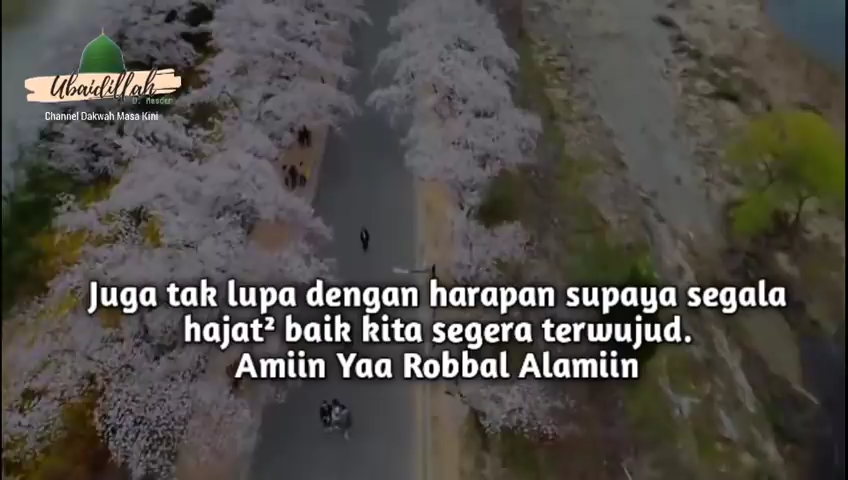 Ubaidillah
D. Mascer
Channel Dakwah Masa Kini
Juga tak lupa dengan harapan supaya segala
hajat² baik kita segera terwujud.
Amiin Yaa Robbal Alamiin